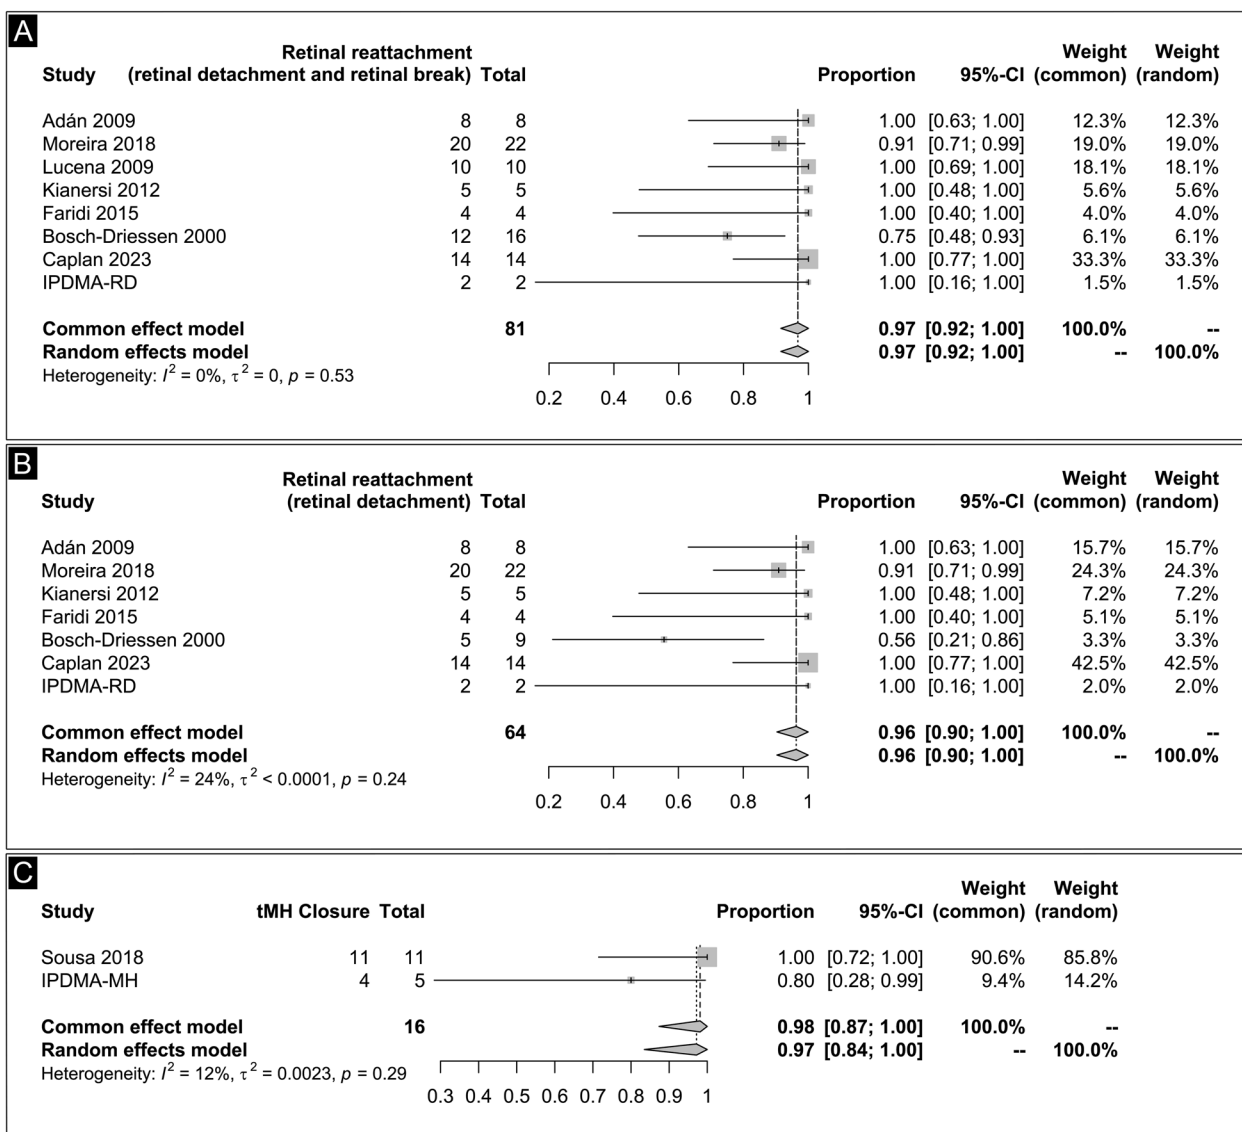 A
Retinal reattachment Weight Weight
Study (retinal detachment and retinal break) Total Proportion 95%-CI (common) (random)
Adán 2009 8 8 1.00 [0.63; 1.00] 12.3% 12.3%
Moreira 2018 20 22 0.91 [0.71; 0.99] 19.0% 19.0%
Lucena 2009 10 10 1.00 [0.69; 1.00] 18.1% 18.1%
Kianersi 2012 5 5 1.00 [0.48; 1.00] 5.6% 5.6%
Faridi 2015 4 4 1.00 [0.40; 1.00] 4.0% 4.0%
Bosch-Driessen 2000 12 16 0.75 [0.48; 0.93] 6.1% 6.1%
Caplan 2023 14 14 1.00 [0.77; 1.00] 33.3% 33.3%
IPDMA-RD 2 2 1.00 [0.16; 1.00] 1.5% 1.5%
Common effect model 81 0.97 [0.92; 1.00] 100.0% --
Random effects model 0.97 [0.92; 1.00] -- 100.0%
Heterogeneity: I² = 0%, τ² = 0, p = 0.53
0.2 0.4 0.6 0.8 1
B
Retinal reattachment Weight Weight
Study (retinal detachment) Total Proportion 95%-CI (common) (random)
Adán 2009 8 8 1.00 [0.63; 1.00] 15.7% 15.7%
Moreira 2018 20 22 0.91 [0.71; 0.99] 24.3% 24.3%
Kianersi 2012 5 5 1.00 [0.48; 1.00] 7.2% 7.2%
Faridi 2015 4 4 1.00 [0.40; 1.00] 5.1% 5.1%
Bosch-Driessen 2000 5 9 0.56 [0.21; 0.86] 3.3% 3.3%
Caplan 2023 14 14 1.00 [0.77; 1.00] 42.5% 42.5%
IPDMA-RD 2 2 1.00 [0.16; 1.00] 2.0% 2.0%
Common effect model 64 0.96 [0.90; 1.00] 100.0% --
Random effects model 0.96 [0.90; 1.00] -- 100.0%
Heterogeneity: I² = 24%, τ² < 0.0001, p = 0.24
0.2 0.4 0.6 0.8 1
C
Weight Weight
Study tMH Closure Total Proportion 95%-CI (common) (random)
Sousa 2018 11 11 1.00 [0.72; 1.00] 90.6% 85.8%
IPDMA-MH 4 5 0.80 [0.28; 0.99] 9.4% 14.2%
Common effect model 16 0.98 [0.87; 1.00] 100.0% --
Random effects model 0.97 [0.84; 1.00] -- 100.0%
Heterogeneity: I² = 12%, τ² = 0.0023, p = 0.29
0.3 0.4 0.5 0.6 0.7 0.8 0.9 1